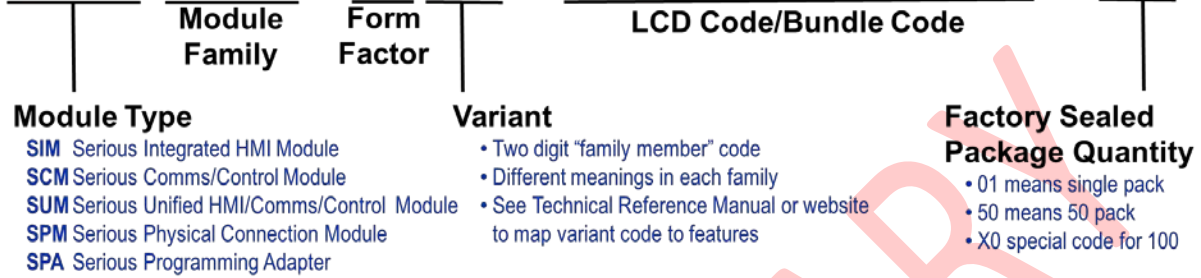 Module Family
Form Factor
LCD Code/Bundle Code
Module Type
SIM Serious Integrated HMI Module
SCM Serious Comms/Control Module
SUM Serious Unified HMI/Comms/Control Module
SPM Serious Physical Connection Module
SPA Serious Programming Adapter
Variant
• Two digit “family member” code
• Different meanings in each family
• See Technical Reference Manual or website
to map variant code to features
Factory Sealed
Package Quantity
• 01 means single pack
• 50 means 50 pack
• X0 special code for 100